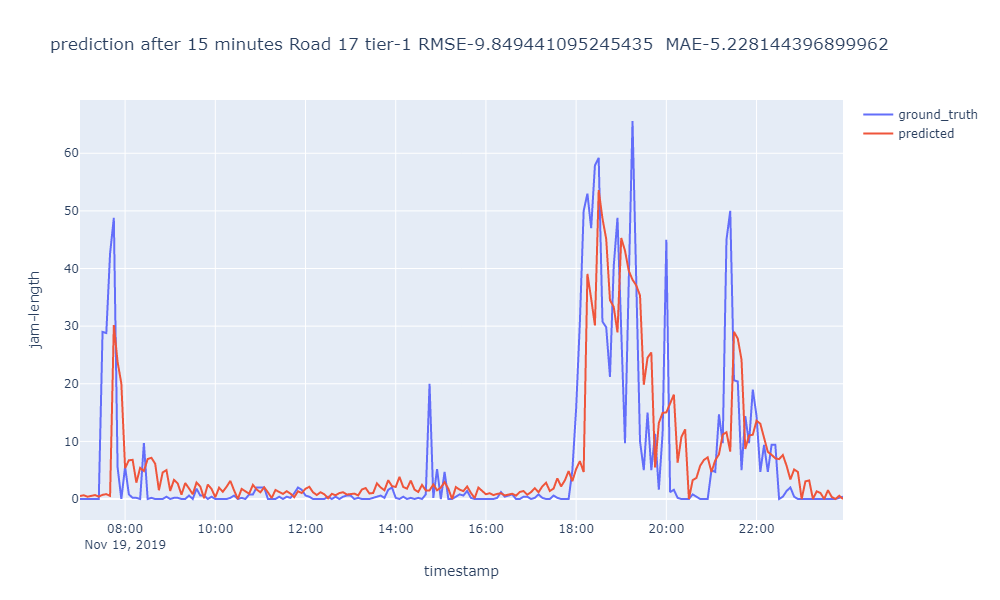 prediction after 15 minutes Road 17 tier-1 RMSE-9.849441095245435  MAE-5.228144396899962
ground_truth
predicted
60
50
40
30
20
10
0
jam-length
08:00 10:00 12:00 14:00 16:00 18:00 20:00 22:00
Nov 19, 2019
timestamp